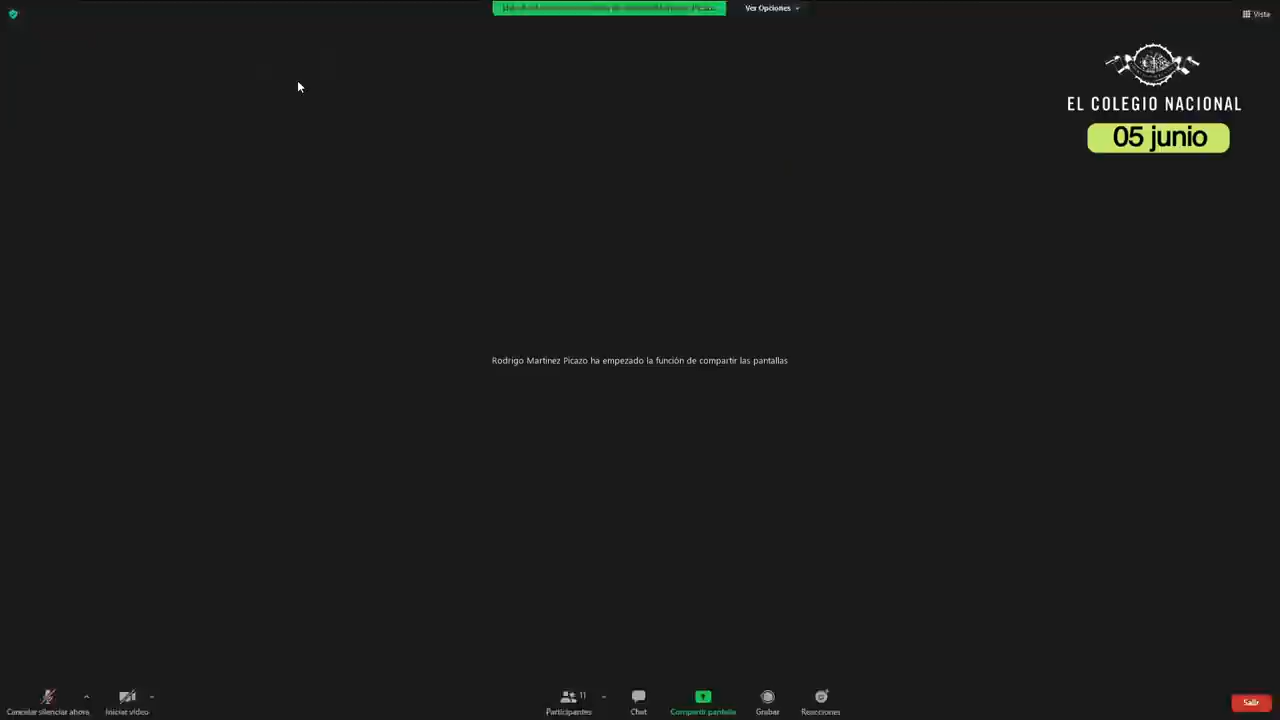 Ver Opciones
Vista
EL COLEGIO NACIONAL
05 junio
Rodrigo Martinez Picazo ha empezado la función de compartir las pantallas
Cancelar silenciar ahora
Iniciar video
11
Participantes
Chat
Compartir pantalla
Grabar
Reacciones
Salir